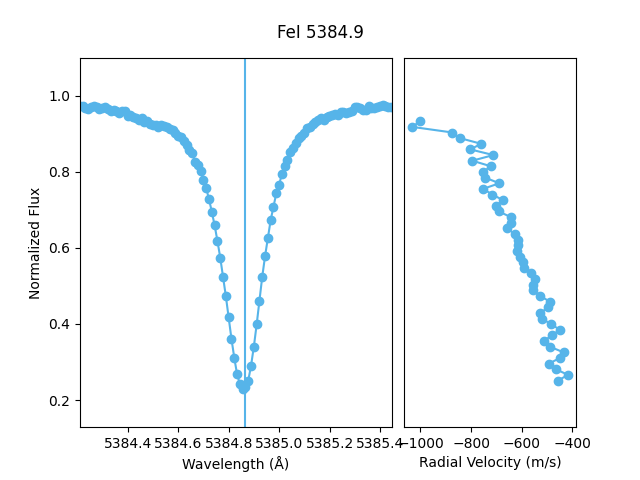 FeI 5384.9
Normalized Flux
1.0
0.8
0.6
0.4
0.2
5384.4 5384.6 5384.8 5385.0 5385.2 5385.4
Wavelength (Å)
−1000 −800 −600 −400
Radial Velocity (m/s)